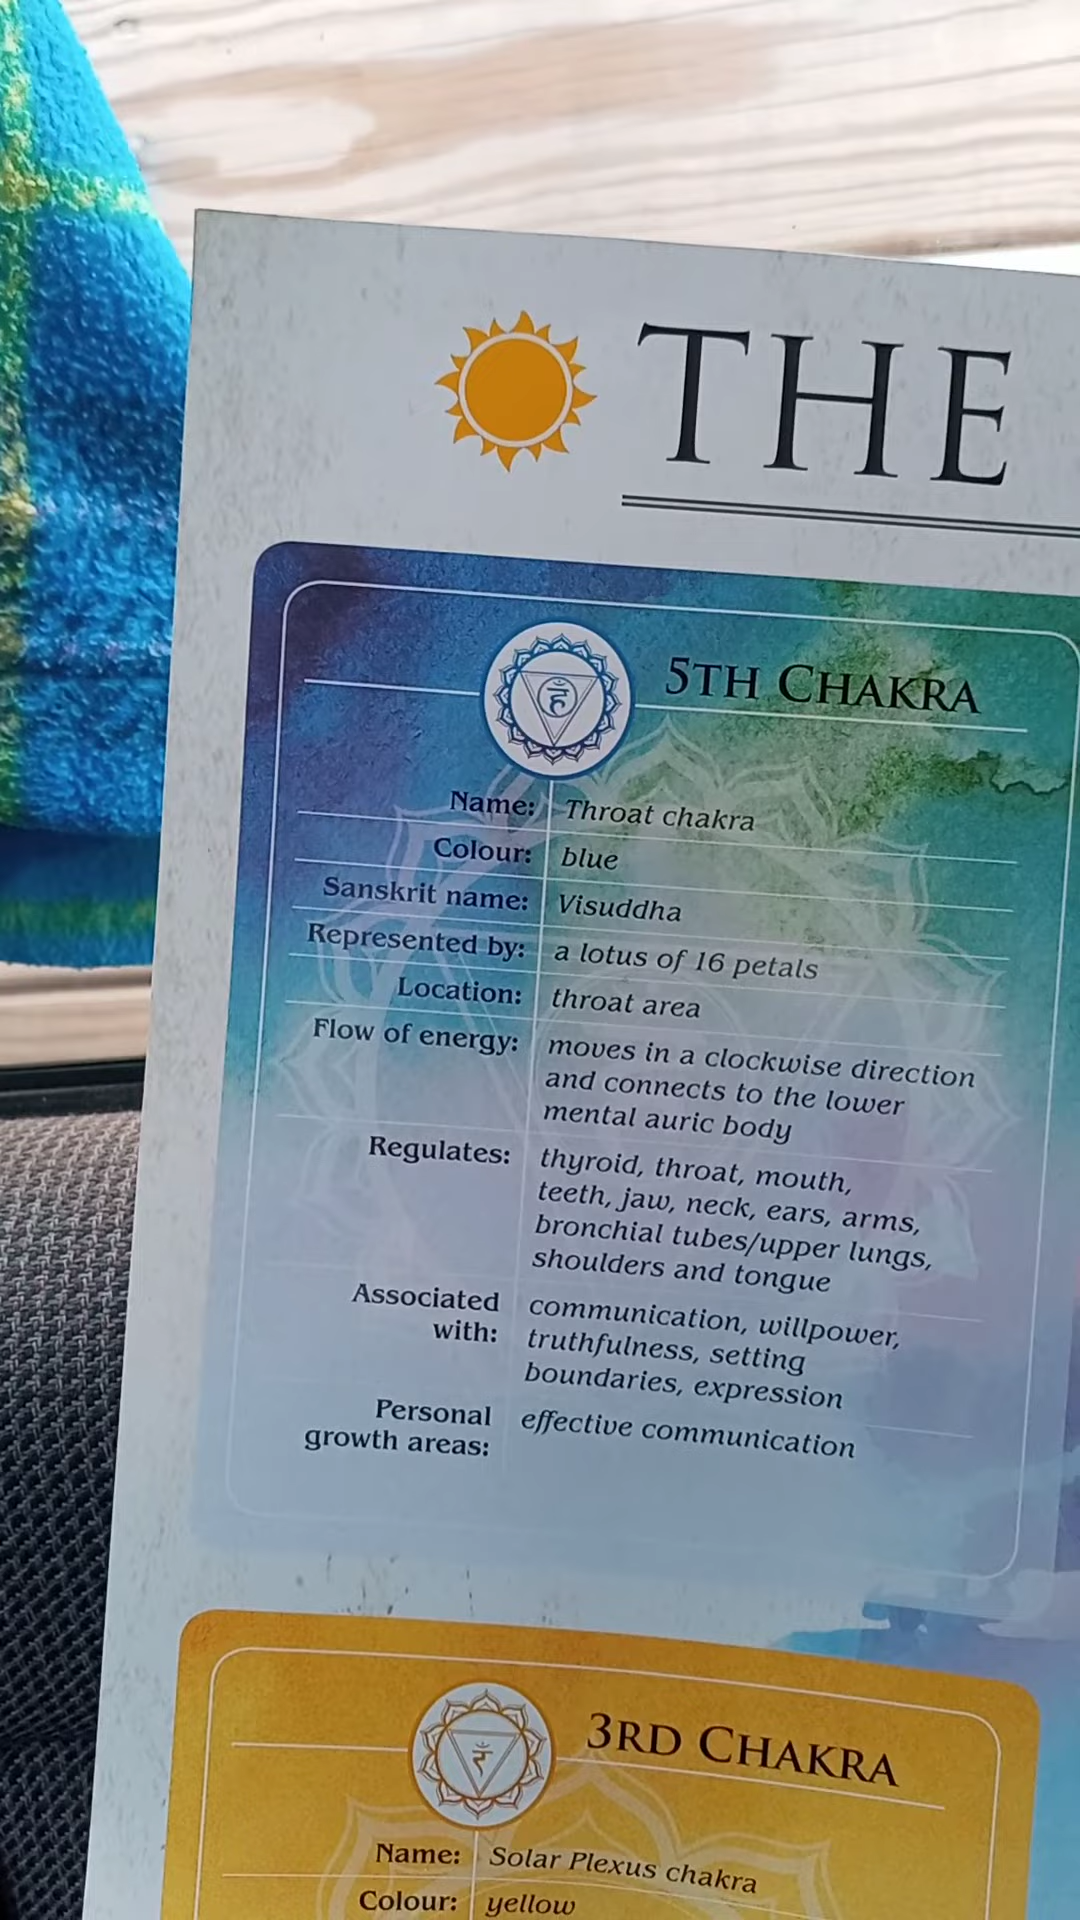 THE
5TH CHAKRA
हं
Name: Throat chakra
Colour: blue
Sanskrit name: Visuddha
Represented by: a lotus of 16 petals
Location: throat area
Flow of energy: moves in a clockwise direction
and connects to the lower
mental auric body
Regulates: thyroid, throat, mouth,
teeth, jaw, neck, ears, arms,
bronchial tubes/upper lungs,
shoulders and tongue
Associated communication, willpower,
with: truthfulness, setting
boundaries, expression
Personal effective communication
growth areas:
3RD CHAKRA
रं
Name: Solar Plexus chakra
Colour: yellow